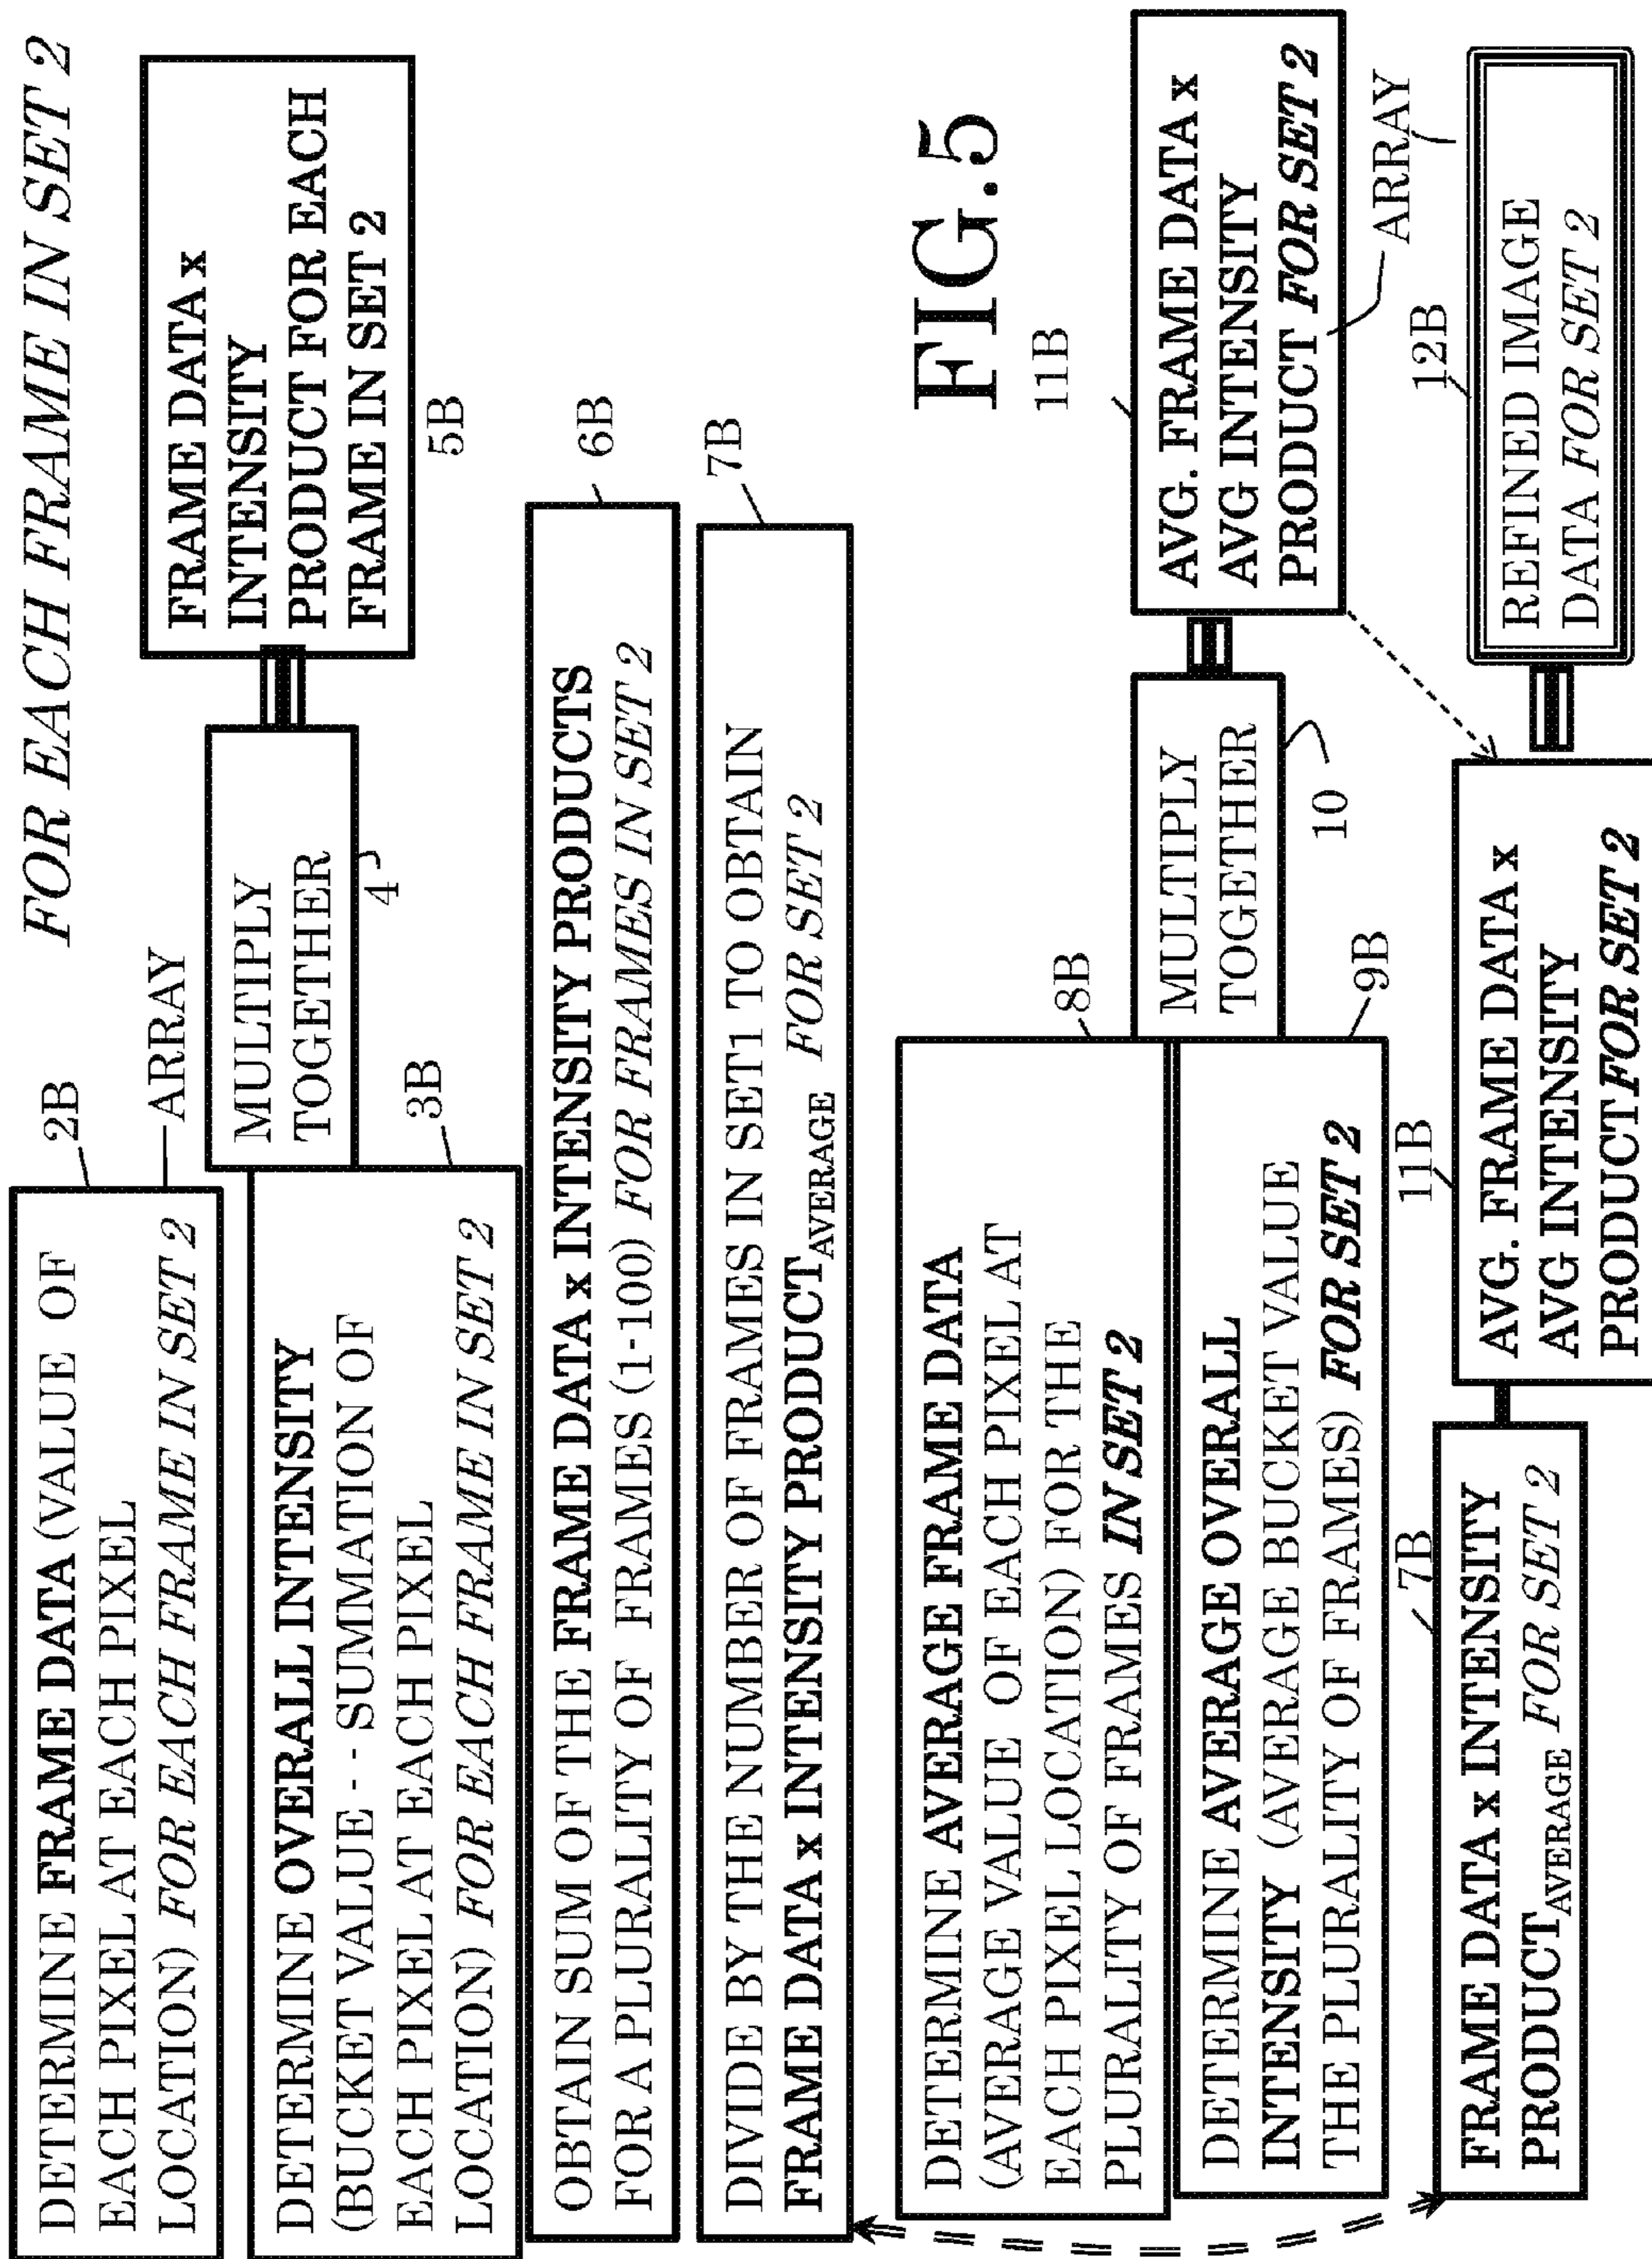 FOR EACH FRAME IN SET 2
DETERMINE FRAME DATA (VALUE OF
EACH PIXEL AT EACH PIXEL
LOCATION) FOR EACH FRAME IN SET 2
2B
ARRAY
DETERMINE OVERALL INTENSITY
(BUCKET VALUE - - SUMMATION OF
EACH PIXEL AT EACH PIXEL
LOCATION) FOR EACH FRAME IN SET 2
3B
MULTIPLY
TOGETHER
4
FRAME DATA x
INTENSITY
PRODUCT FOR EACH
FRAME IN SET 2
5B
OBTAIN SUM OF THE FRAME DATA x INTENSITY PRODUCTS
FOR A PLURALITY OF FRAMES (1-100) FOR FRAMES IN SET 2
6B
DIVIDE BY THE NUMBER OF FRAMES IN SET1 TO OBTAIN
FRAME DATA x INTENSITY PRODUCT AVERAGE FOR SET 2
7B
FIG.5
DETERMINE AVERAGE FRAME DATA
(AVERAGE VALUE OF EACH PIXEL AT
EACH PIXEL LOCATION) FOR THE
PLURALITY OF FRAMES IN SET 2
8B
DETERMINE AVERAGE OVERALL
INTENSITY (AVERAGE BUCKET VALUE
THE PLURALITY OF FRAMES) FOR SET 2
9B
MULTIPLY
TOGETHER
10
11B
AVG. FRAME DATA x
AVG INTENSITY
PRODUCT FOR SET 2
ARRAY
7B
FRAME DATA x INTENSITY
PRODUCT AVERAGE FOR SET 2
11B
AVG. FRAME DATA x
AVG INTENSITY
PRODUCT FOR SET 2
12B
REFINED IMAGE
DATA FOR SET 2